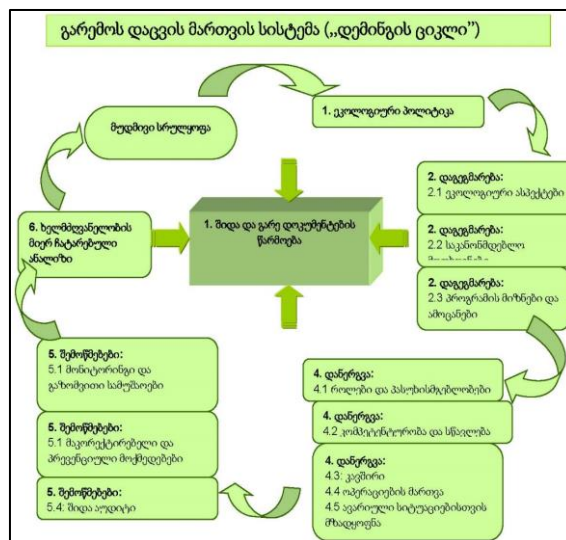 გარემოს დაცვის მართვის სისტემა („დემინგის ციკლი”)
მუდმივი სრულყოფა
1. ეკოლოგიური პოლიტიკა
2. დაგეგმარება:
2.1 ეკოლოგიური ასპექტები
2. დაგეგმარება:
2.2 საკანონმდებლო
2. დაგეგმარება:
2.3 პროგრამის მიზნები და
ამოცანები
1. შიდა და გარე დოკუმენტების
წარმოება
6. ხელმძღვანელობის
მიერ ჩატარებული
ანალიზი
4. დანერგვა:
4.1 როლები და პასუხისმგებლობები
4. დანერგვა:
4.2 კომპეტენტურობა და სწავლება
4. დანერგვა:
4.3: კავშირი
4.4 ოპერაციების მართვა
4.5 ავარიული სიტუაციებისთვის
მზადყოფნა
5. შემოწმებები:
5.1 მონიტორინგი და
გაზომვითი სამუშაოები
5. შემოწმებები:
5.1 მაკორექტირებელი და
პრევენციული მოქმედებები
5. შემოწმებები:
5.4: შიდა აუდიტი